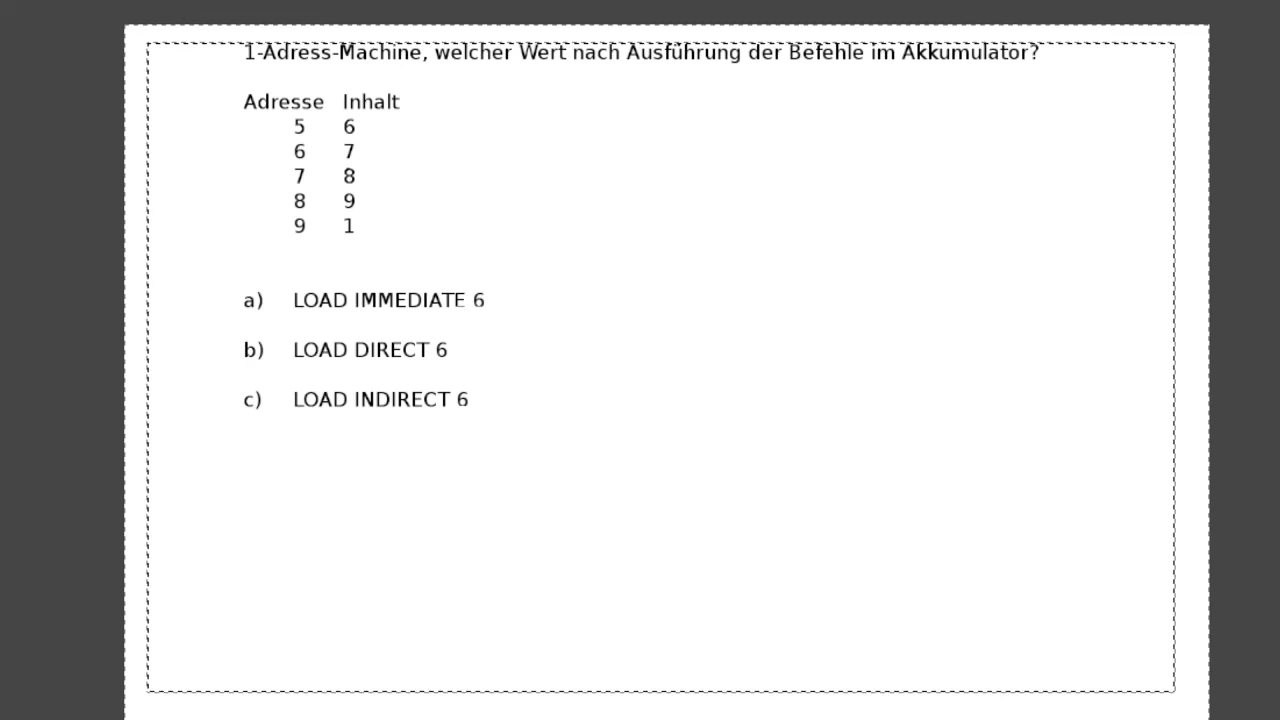 1-Adress-Machine, welcher Wert nach Ausführung der Befehle im Akkumulator?
Adresse Inhalt
5 6
6 7
7 8
8 9
9 1
a) LOAD IMMEDIATE 6
b) LOAD DIRECT 6
c) LOAD INDIRECT 6